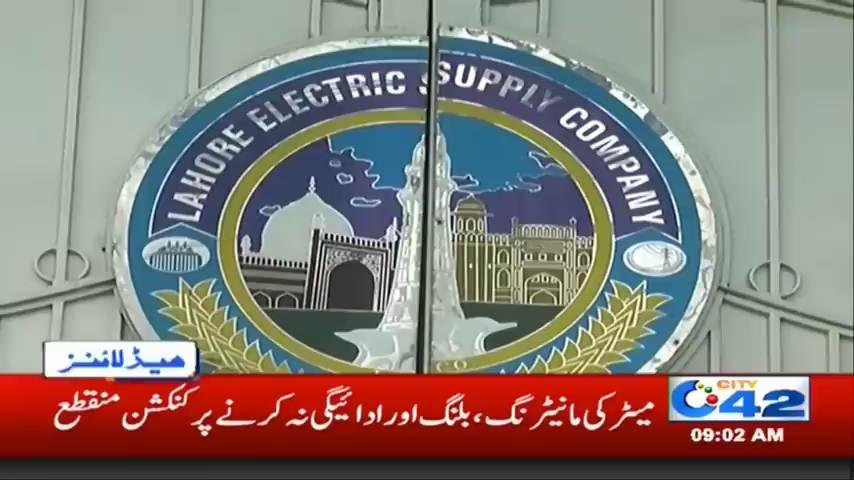 LAHORE ELECTRIC SUPPLY COMPANY
ھیڈلائنز
میٹر کی مانیٹرنگ، بلنگ اور ادائیگی نہ کرنے پر کنکشن منقطع
CITY
42
09:02 AM